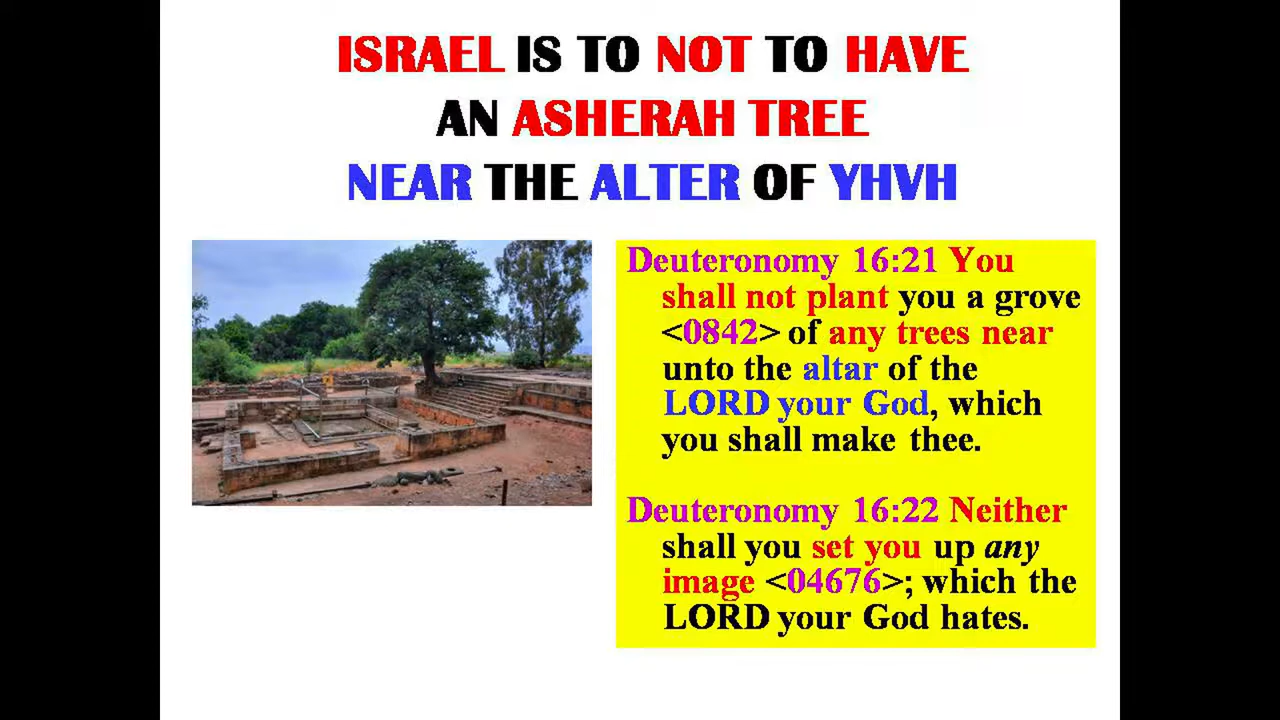 ISRAEL IS TO NOT TO HAVE
AN ASHERAH TREE
NEAR THE ALTER OF YHVH
Deuteronomy 16:21 You
shall not plant you a grove
<0842> of any trees near
unto the altar of the
LORD your God, which
you shall make thee.
Deuteronomy 16:22 Neither
shall you set you up any
image <04676>; which the
LORD your God hates.